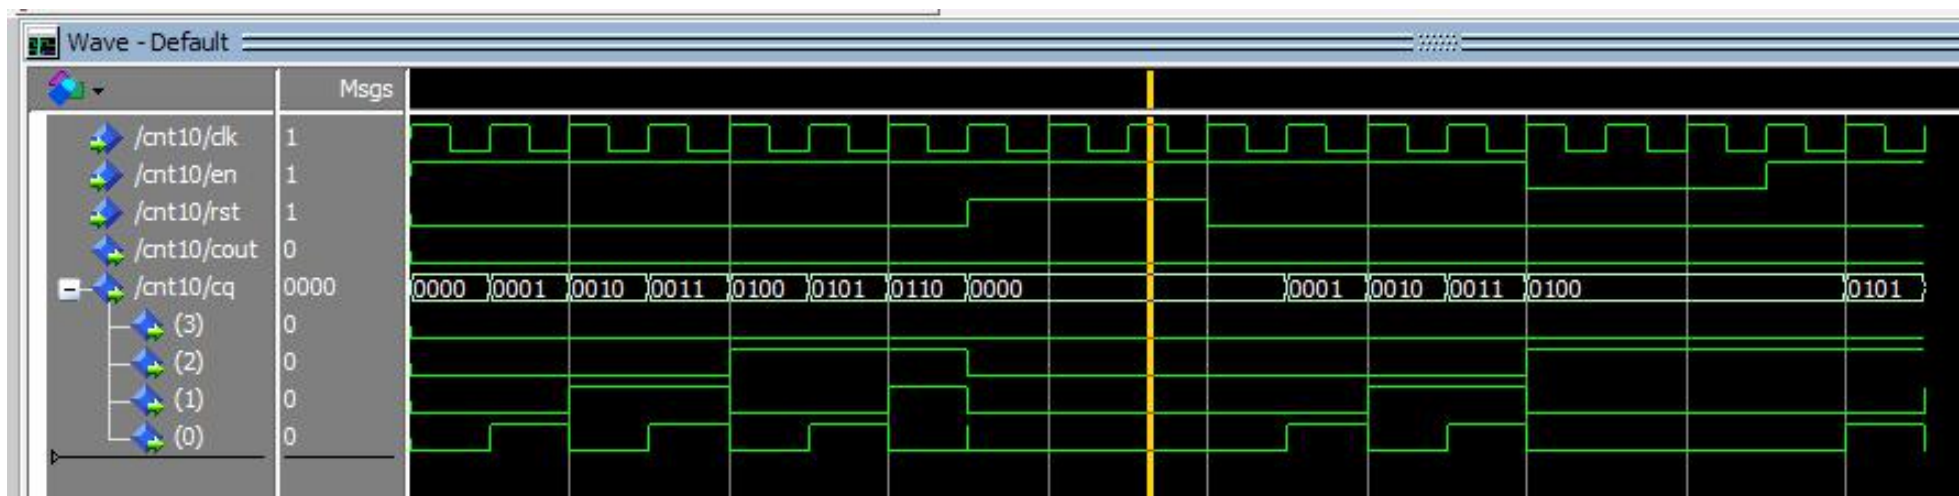 Wave - Default
Msgs
/cnt10/clk 1
/cnt10/en 1
/cnt10/rst 1
/cnt10/cout 0
/cnt10/cq 0000 0000 0001 0010 0011 0100 0101 0110 0000 0001 0010 0011 0100 0101
(3) 0
(2) 0
(1) 0
(0) 0